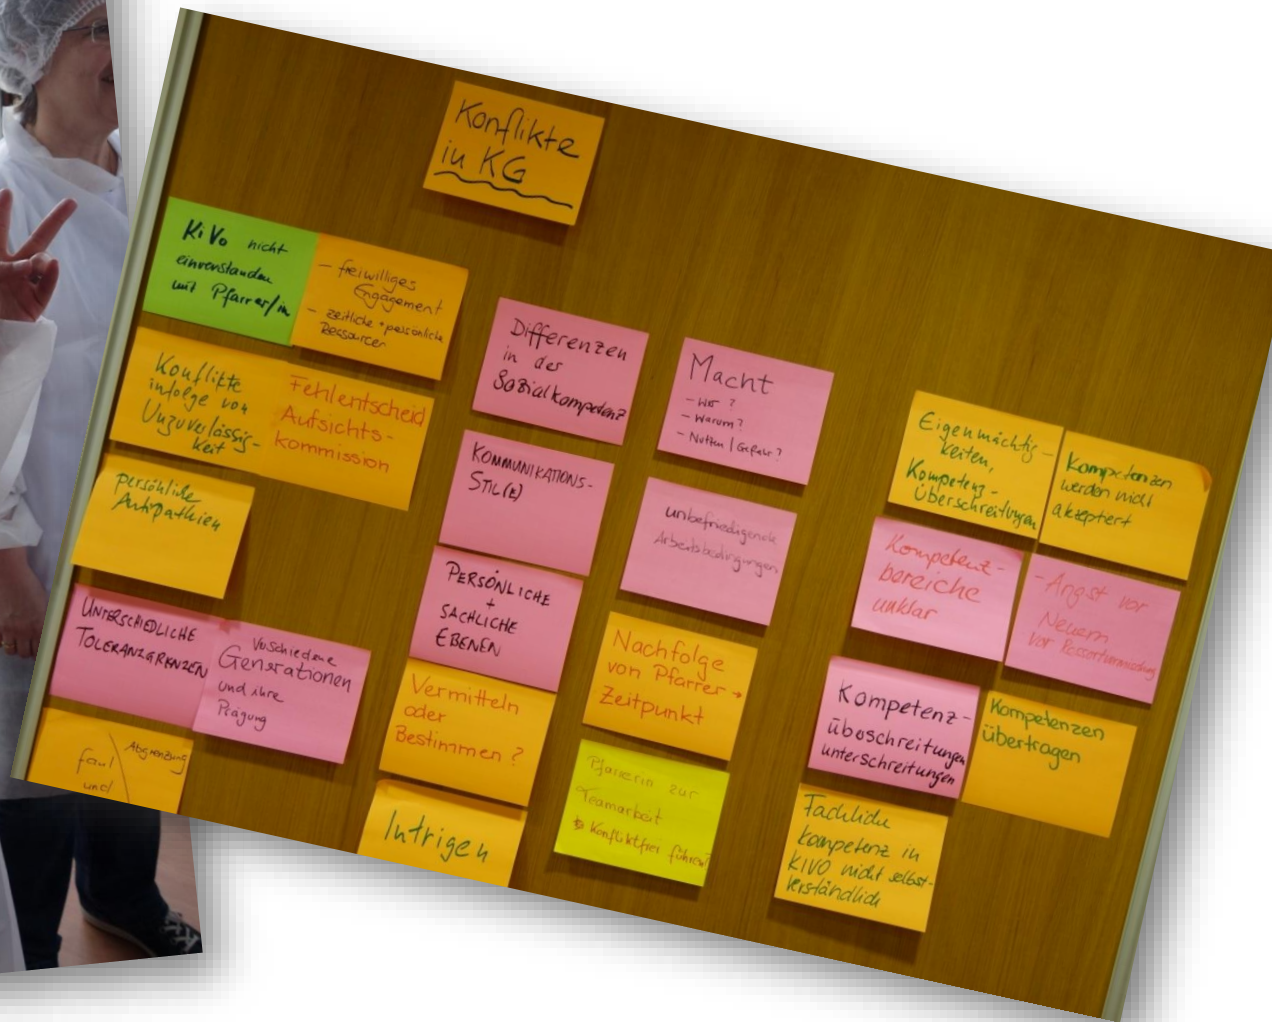 Konflikte
in KG
KiVo nicht
einverstanden
mit Pfarrer/in
- freiwilliges
Engagement
- zeitliche + persönliche
Ressourcen
Konflikte
infolge von
Unzuverlässig-
keit
Fehlentscheid
Aufsichts-
kommission
persönliche
Antipathien
UNTERSCHIEDLICHE
TOLERANZGRENZEN
Verschiedene
Generationen
und ihre
Prägung
faul
und
Abgrenzung
Differenzen
in der
Sozialkompetenz
KOMMUNIKATIONS-
STIL(E)
PERSÖNLICHE
+
SACHLICHE
EBENEN
Vermitteln
oder
Bestimmen ?
Intrigen
Macht
- Wer ?
- Warum ?
- Nutzen / Gefahr ?
unbefriedigende
Arbeitsbedingungen
Nachfolge
von Pfarrer →
Zeitpunkt
Pfarrerin zur
Teamarbeit
Konfliktfrei führen?
Eigenmächtig-
keiten,
Kompetenz-
überschreitungen
Kompetenzen
werden nicht
akzeptiert
Kompetenz-
bereiche
unklar
- Angst vor
Neuem
vor Ressortvermischung
Kompetenz-
überschreitungen
unterschreitungen
Kompetenzen
übertragen
Fachliche
Kompetenz in
KIVO nicht selbst-
verständlich